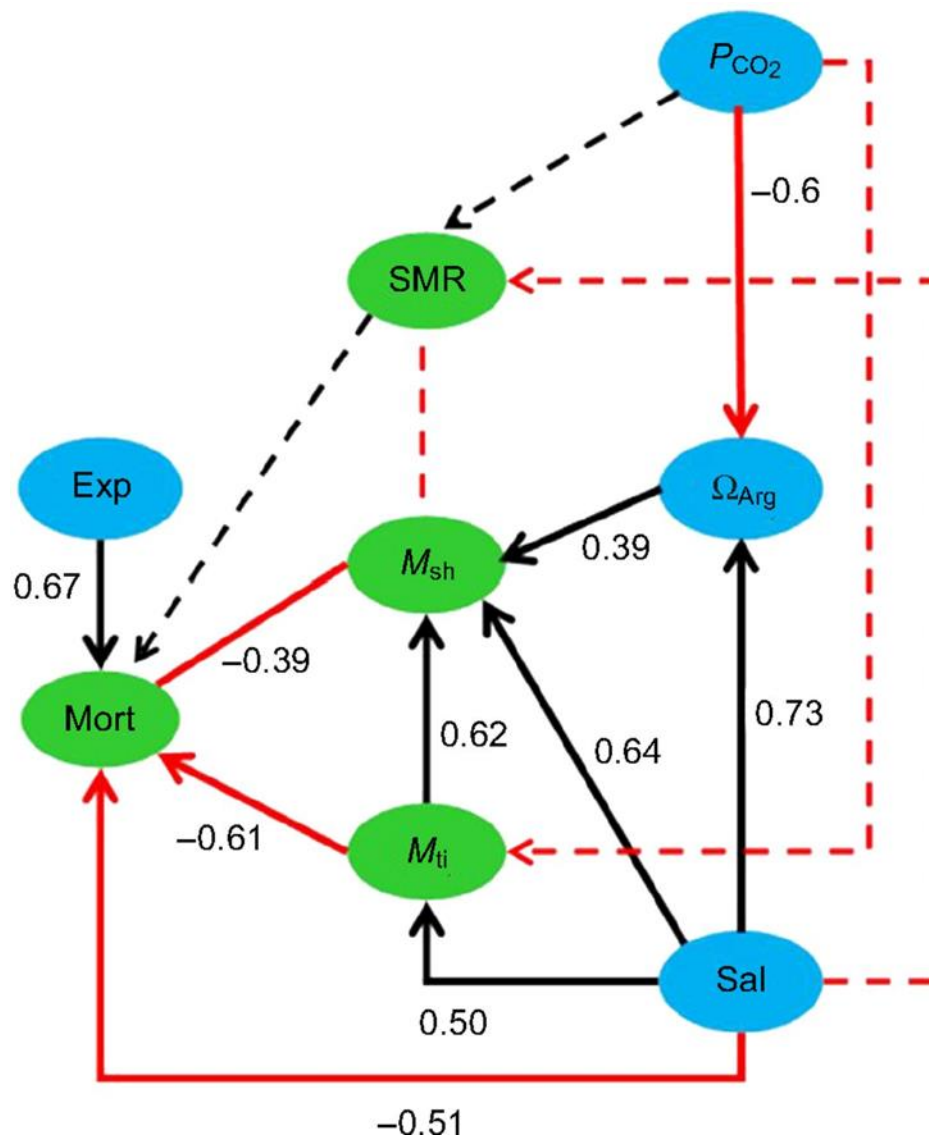 P_CO2
–0.6
SMR
Exp
Ω_Arg
0.39
M_sh
0.67
–0.39
Mort
0.62
0.64
0.73
–0.61
M_ti
Sal
0.50
–0.51